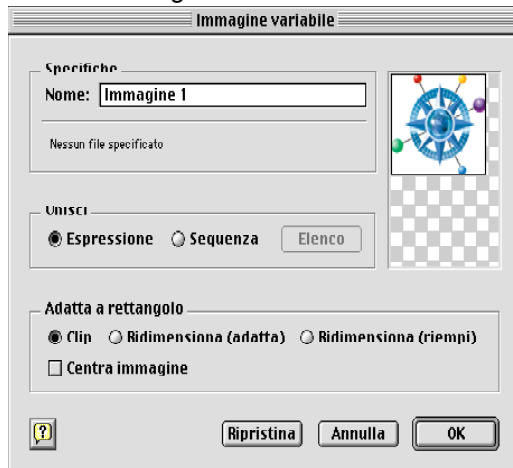 Immagine variabile
Specifiche
Nome: Immagine 1
Nessun file specificato
Unisci
Espressione Sequenza Elenco
Adatta a rettangolo
Clip Ridimensiona (adatta) Ridimensiona (riempi)
Centra immagine
? Ripristina Annulla OK